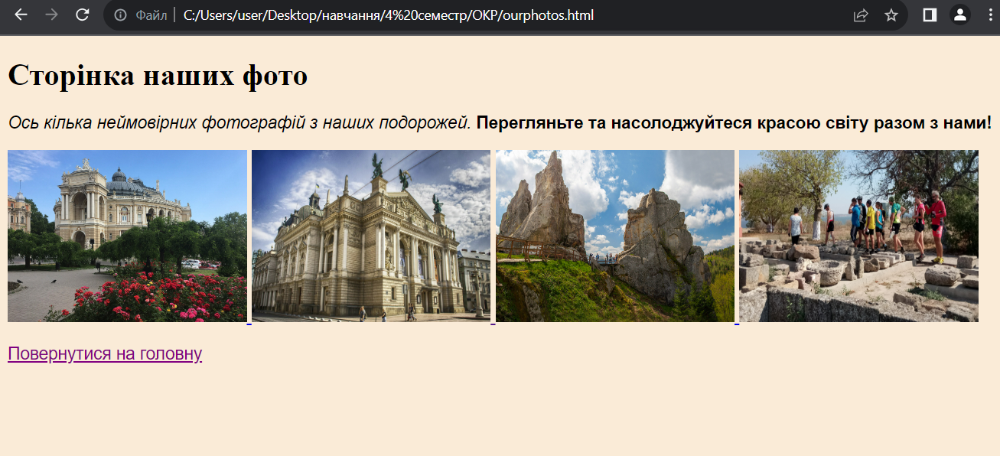 Файл C:/Users/user/Desktop/навчання/4%20семестр/ОКР/ourphotos.html
Сторінка наших фото
Ось кілька неймовірних фотографій з наших подорожей. Перегляньте та насолоджуйтеся красою світу разом з нами!
Повернутися на головну